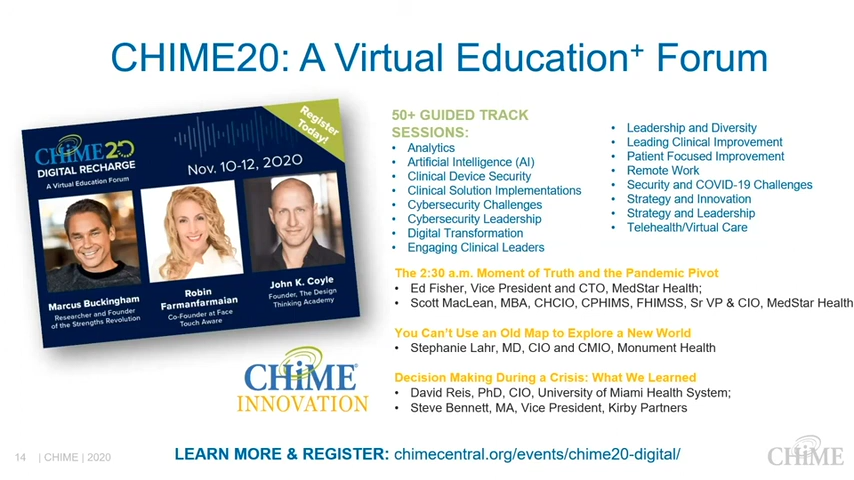 CHIME20: A Virtual Education+ Forum
Register
Today!
CHiME20
DIGITAL RECHARGE
A Virtual Education Forum
Nov. 10-12, 2020
Marcus Buckingham
Researcher and Founder
of the Strengths Revolution
Robin
Farmanfarmaian
Co-Founder at Face
Touch Aware
John K. Coyle
Founder, The Design
Thinking Academy
CHiME®
INNOVATION
50+ GUIDED TRACK
SESSIONS:
• Analytics
• Artificial Intelligence (AI)
• Clinical Device Security
• Clinical Solution Implementations
• Cybersecurity Challenges
• Cybersecurity Leadership
• Digital Transformation
• Engaging Clinical Leaders
• Leadership and Diversity
• Leading Clinical Improvement
• Patient Focused Improvement
• Remote Work
• Security and COVID-19 Challenges
• Strategy and Innovation
• Strategy and Leadership
• Telehealth/Virtual Care
The 2:30 a.m. Moment of Truth and the Pandemic Pivot
• Ed Fisher, Vice President and CTO, MedStar Health;
• Scott MacLean, MBA, CHCIO, CPHIMS, FHIMSS, Sr VP & CIO, MedStar Health
You Can't Use an Old Map to Explore a New World
• Stephanie Lahr, MD, CIO and CMIO, Monument Health
Decision Making During a Crisis: What We Learned
• David Reis, PhD, CIO, University of Miami Health System;
• Steve Bennett, MA, Vice President, Kirby Partners
14 | CHIME | 2020
LEARN MORE & REGISTER: chimecentral.org/events/chime20-digital/
CHiME